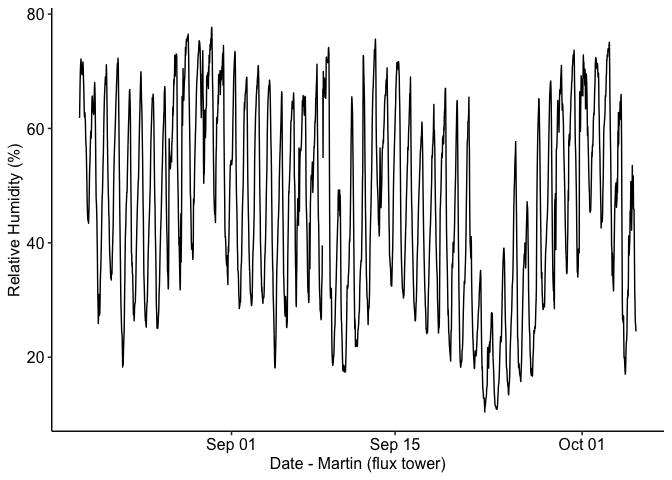 80
60
40
20
Relative Humidity (%)
Sep 01 Sep 15 Oct 01
Date - Martin (flux tower)